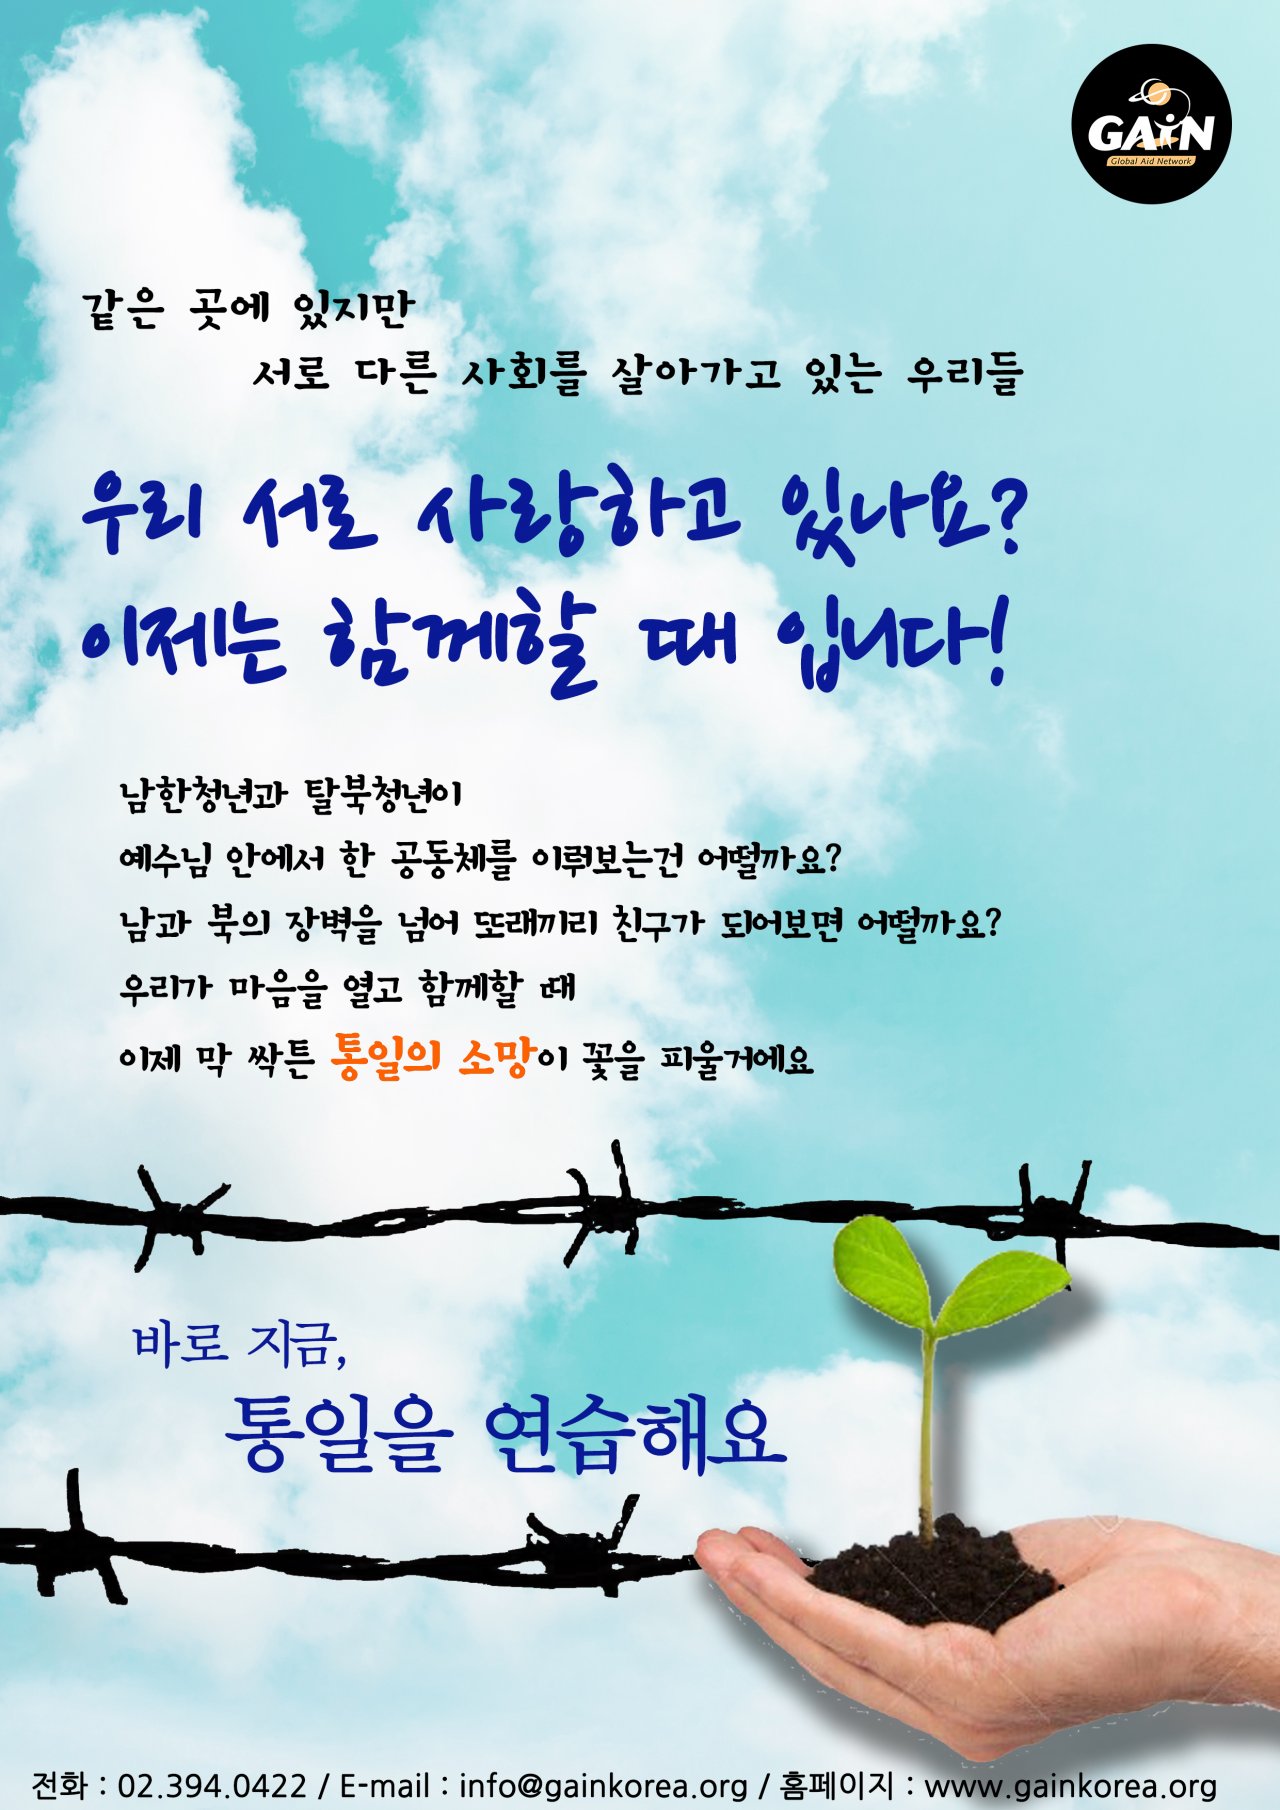 GAiN
Global Aid Network
같은 곳에 있지만
서로 다른 사회를 살아가고 있는 우리들
우리 서로 사랑하고 있나요?
이제는 함께할 때 입니다!
남한청년과 탈북청년이
예수님 안에서 한 공동체를 이뤄보는건 어떨까요?
남과 북의 장벽을 넘어 또래끼리 친구가 되어보면 어떨까요?
우리가 마음을 열고 함께할 때
이제 막 싹튼 통일의 소망이 꽃을 피울거에요
바로 지금,
통일을 연습해요
전화 : 02.394.0422 / E-mail : info@gainkorea.org / 홈페이지 : www.gainkorea.org